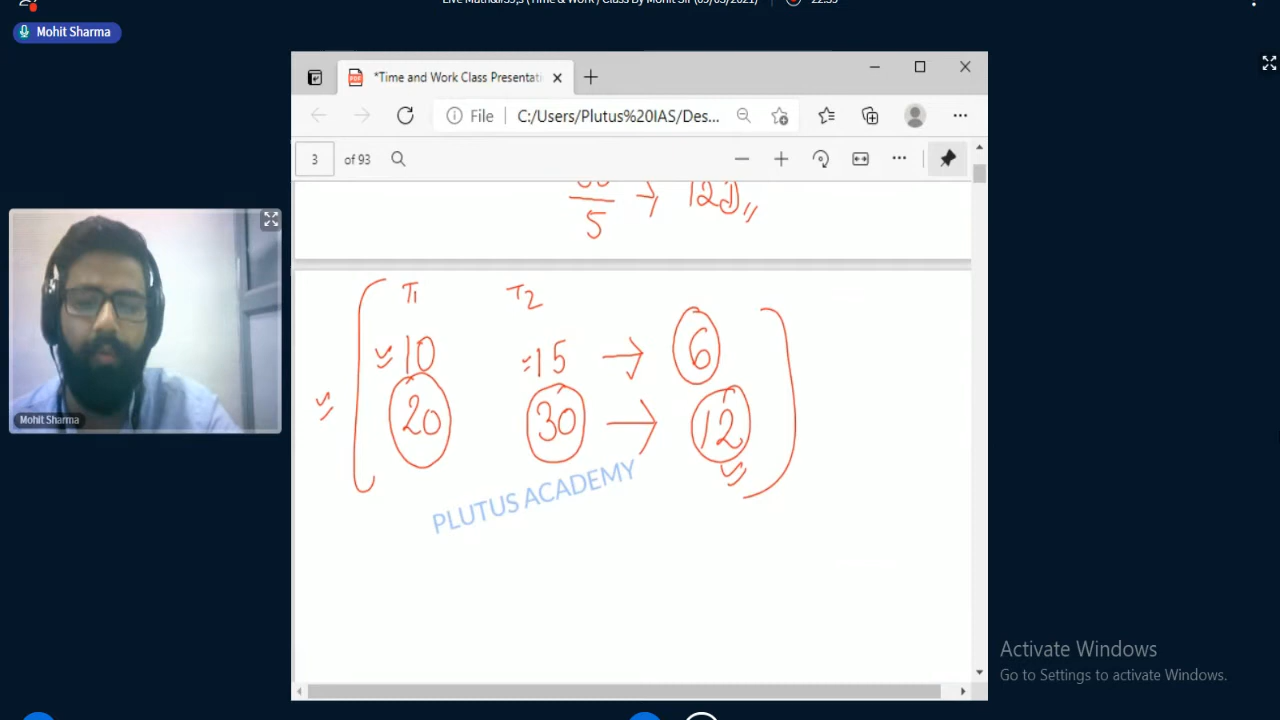 Mohit Sharma
*Time and Work Class Presentati
File C:/Users/Plutus%20IAS/Des...
3 of 93
5 → 12D
T1 T2
10 15 → 6
20 30 → 12
PLUTUS ACADEMY
Mohit Sharma
Activate Windows
Go to Settings to activate Windows.